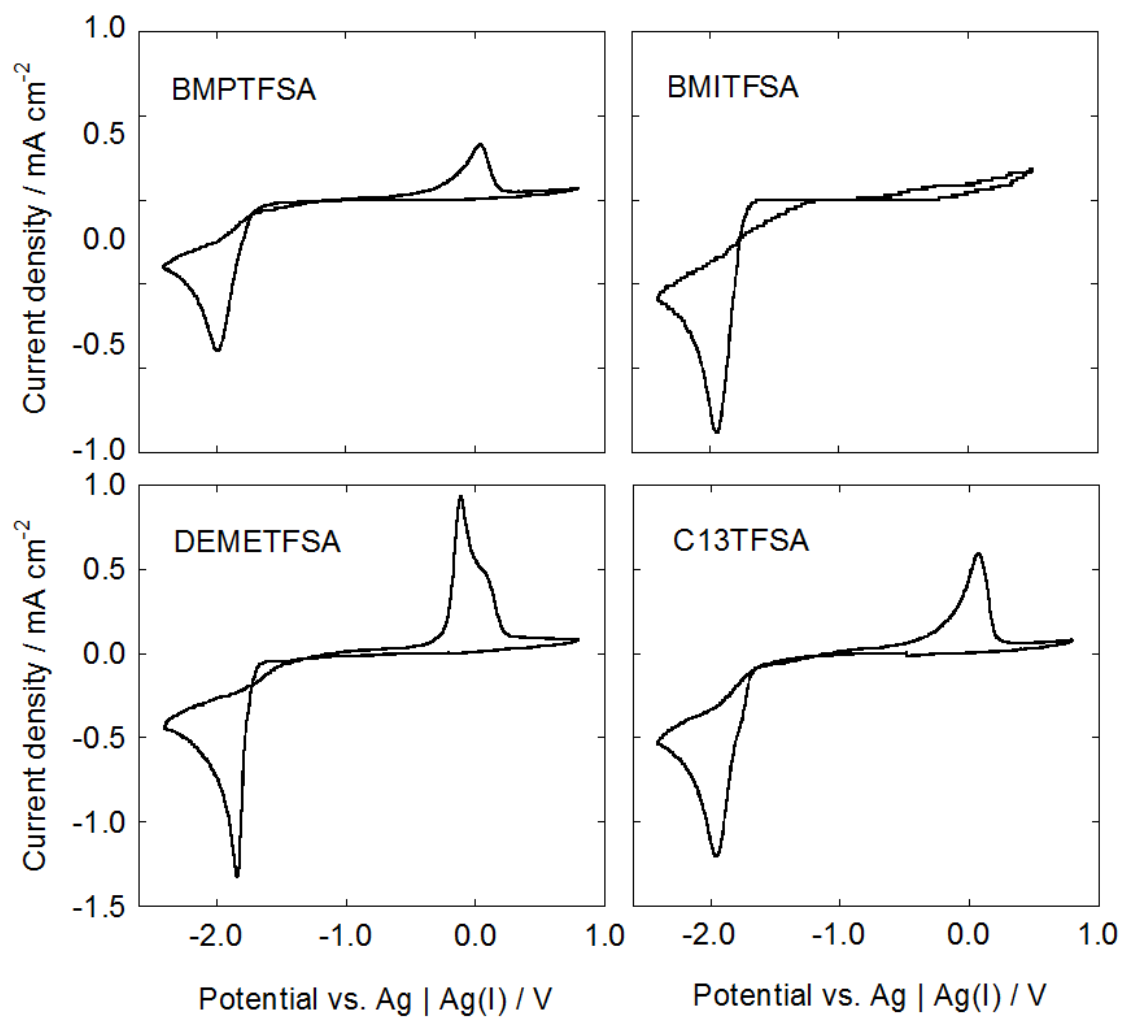 1.0
0.5
0.0
-0.5
-1.0
Current density / mA cm-2
BMPTFSA
BMITFSA
1.0
0.5
0.0
-0.5
-1.0
-1.5
Current density / mA cm-2
DEMETFSA
C13TFSA
-2.0 -1.0 0.0 1.0
-2.0 -1.0 0.0 1.0
Potential vs. Ag | Ag(I) / V
Potential vs. Ag | Ag(I) / V